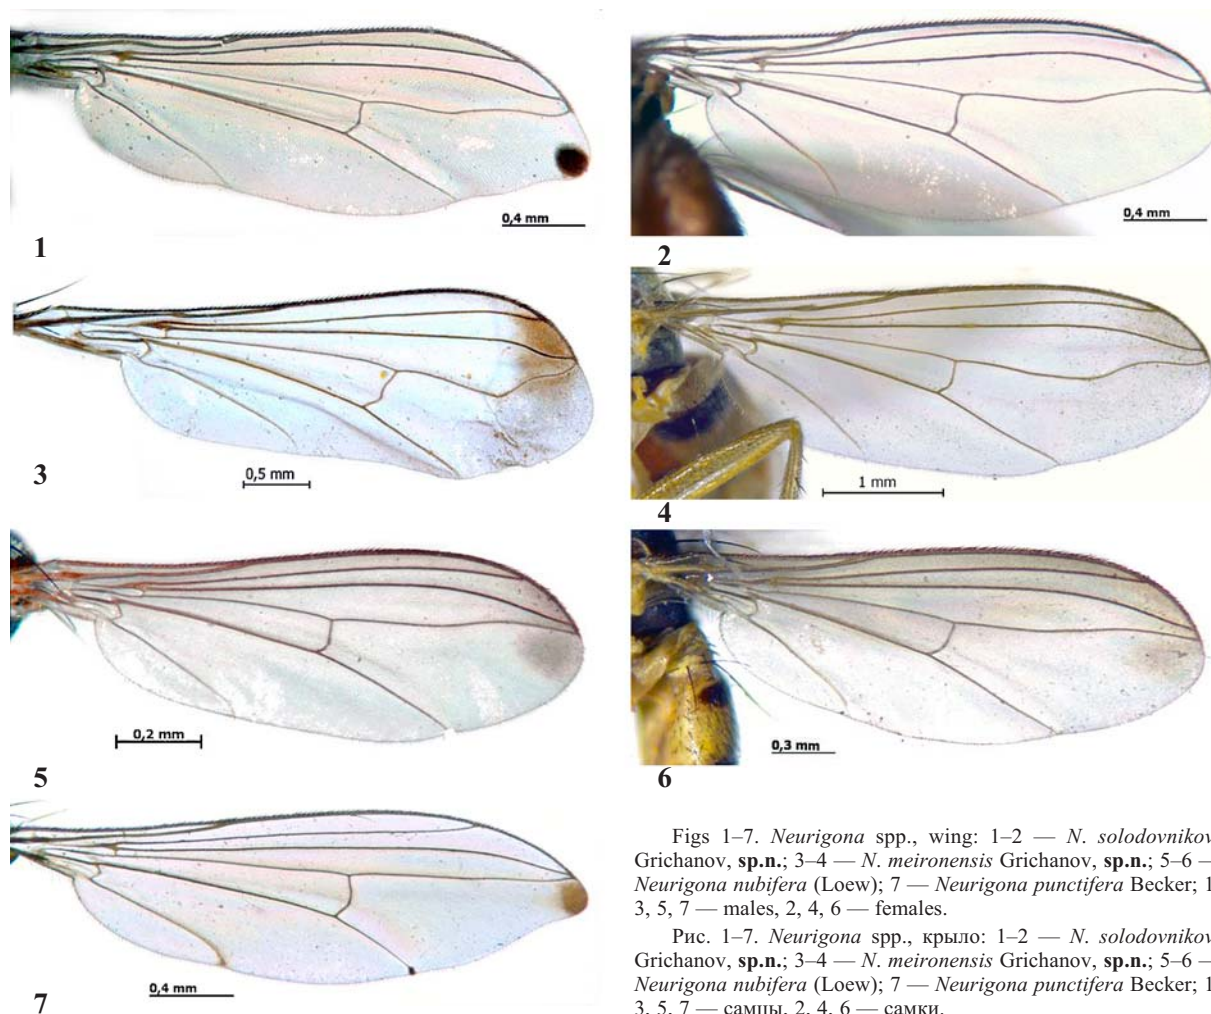 0,4 mm
1
0,4 mm
2
0,5 mm
3
1 mm
4
0,2 mm
5
0,3 mm
6
0,4 mm
7
Figs 1–7. Neurigona spp., wing: 1–2 — N. solodovnikov
Grichanov, sp.n.; 3–4 — N. meironensis Grichanov, sp.n.; 5–6 —
Neurigona nubifera (Loew); 7 — Neurigona punctifera Becker; 1
3, 5, 7 — males, 2, 4, 6 — females.
Рис. 1–7. Neurigona spp., крыло: 1–2 — N. solodovnikov
Grichanov, sp.n.; 3–4 — N. meironensis Grichanov, sp.n.; 5–6 —
Neurigona nubifera (Loew); 7 — Neurigona punctifera Becker; 1
3, 5, 7 — самцы, 2, 4, 6 — самки.